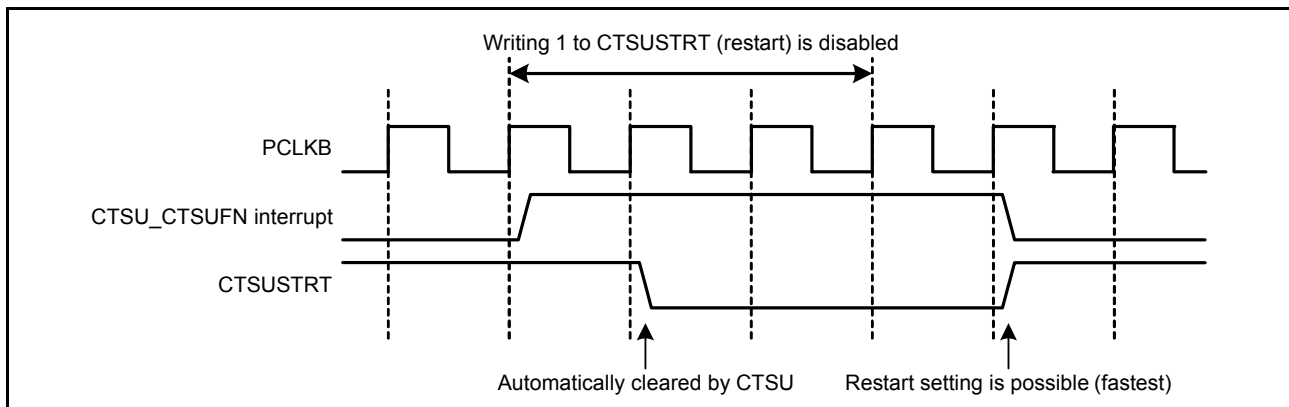 Writing 1 to CTSUSTRT (restart) is disabled
PCLKB
CTSU_CTSUFN interrupt
CTSUSTRT
Automatically cleared by CTSU
Restart setting is possible (fastest)